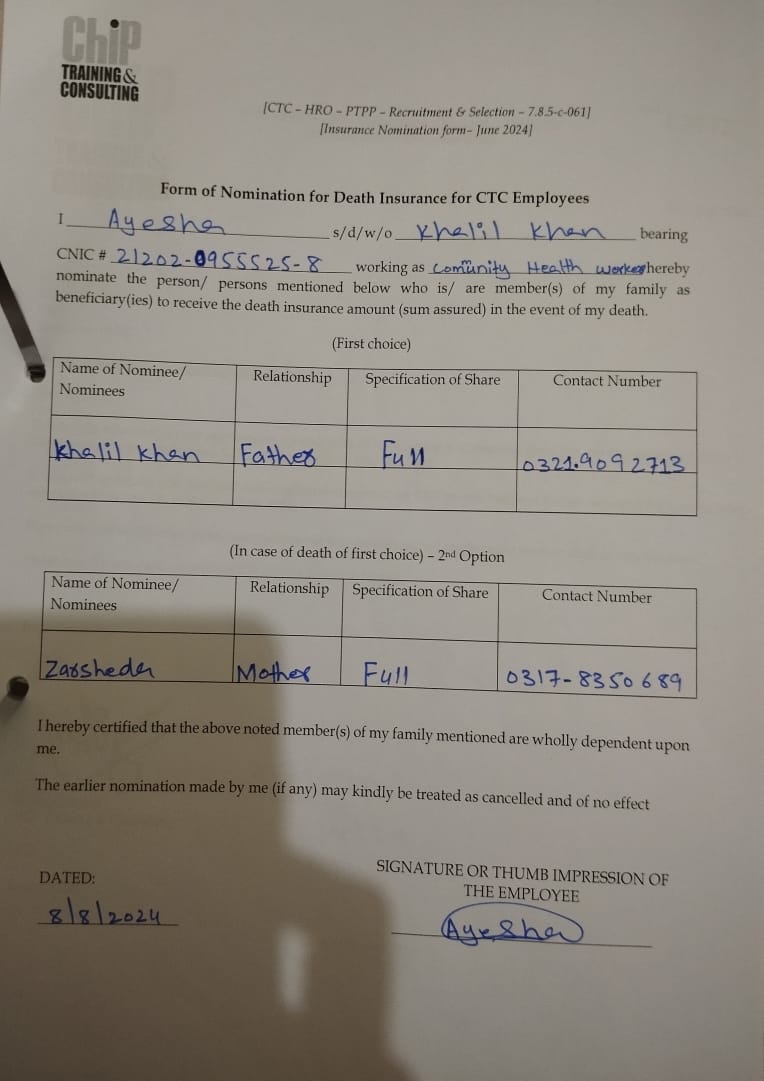 ChiP
TRAINING &
CONSULTING
[CTC – HRO – PTPP – Recruitment & Selection – 7.8.5-c-061]
[Insurance Nomination form– June 2024]
Form of Nomination for Death Insurance for CTC Employees
I Ayesha s/d/w/o Khalil Khan bearing
CNIC # 21202-0955525-8 working as Comúnity Health Worker hereby
nominate the person/ persons mentioned below who is/ are member(s) of my family as
beneficiary(ies) to receive the death insurance amount (sum assured) in the event of my death.
(First choice)
Name of Nominee/ Relationship Specification of Share Contact Number
Nominees
Khalil Khan Father Full 0321.9092713
(In case of death of first choice) – 2nd Option
Name of Nominee/ Relationship Specification of Share Contact Number
Nominees
Zarsheda Mother Full 0317-8350689
I hereby certified that the above noted member(s) of my family mentioned are wholly dependent upon
me.
The earlier nomination made by me (if any) may kindly be treated as cancelled and of no effect
DATED: SIGNATURE OR THUMB IMPRESSION OF
THE EMPLOYEE
8/8/2024 Ayesha